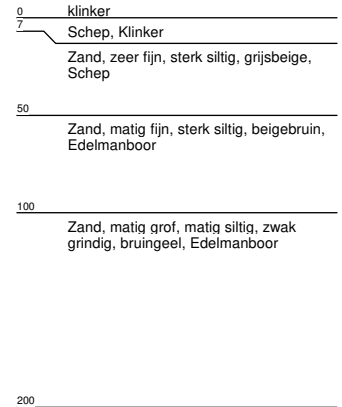 0 klinker
7 Schep, Klinker
Zand, zeer fijn, sterk siltig, grijsbeige,
Schep
50
Zand, matig fijn, sterk siltig, beigebruin,
Edelmanboor
100
Zand, matig grof, matig siltig, zwak
grindig, bruingeel, Edelmanboor
200